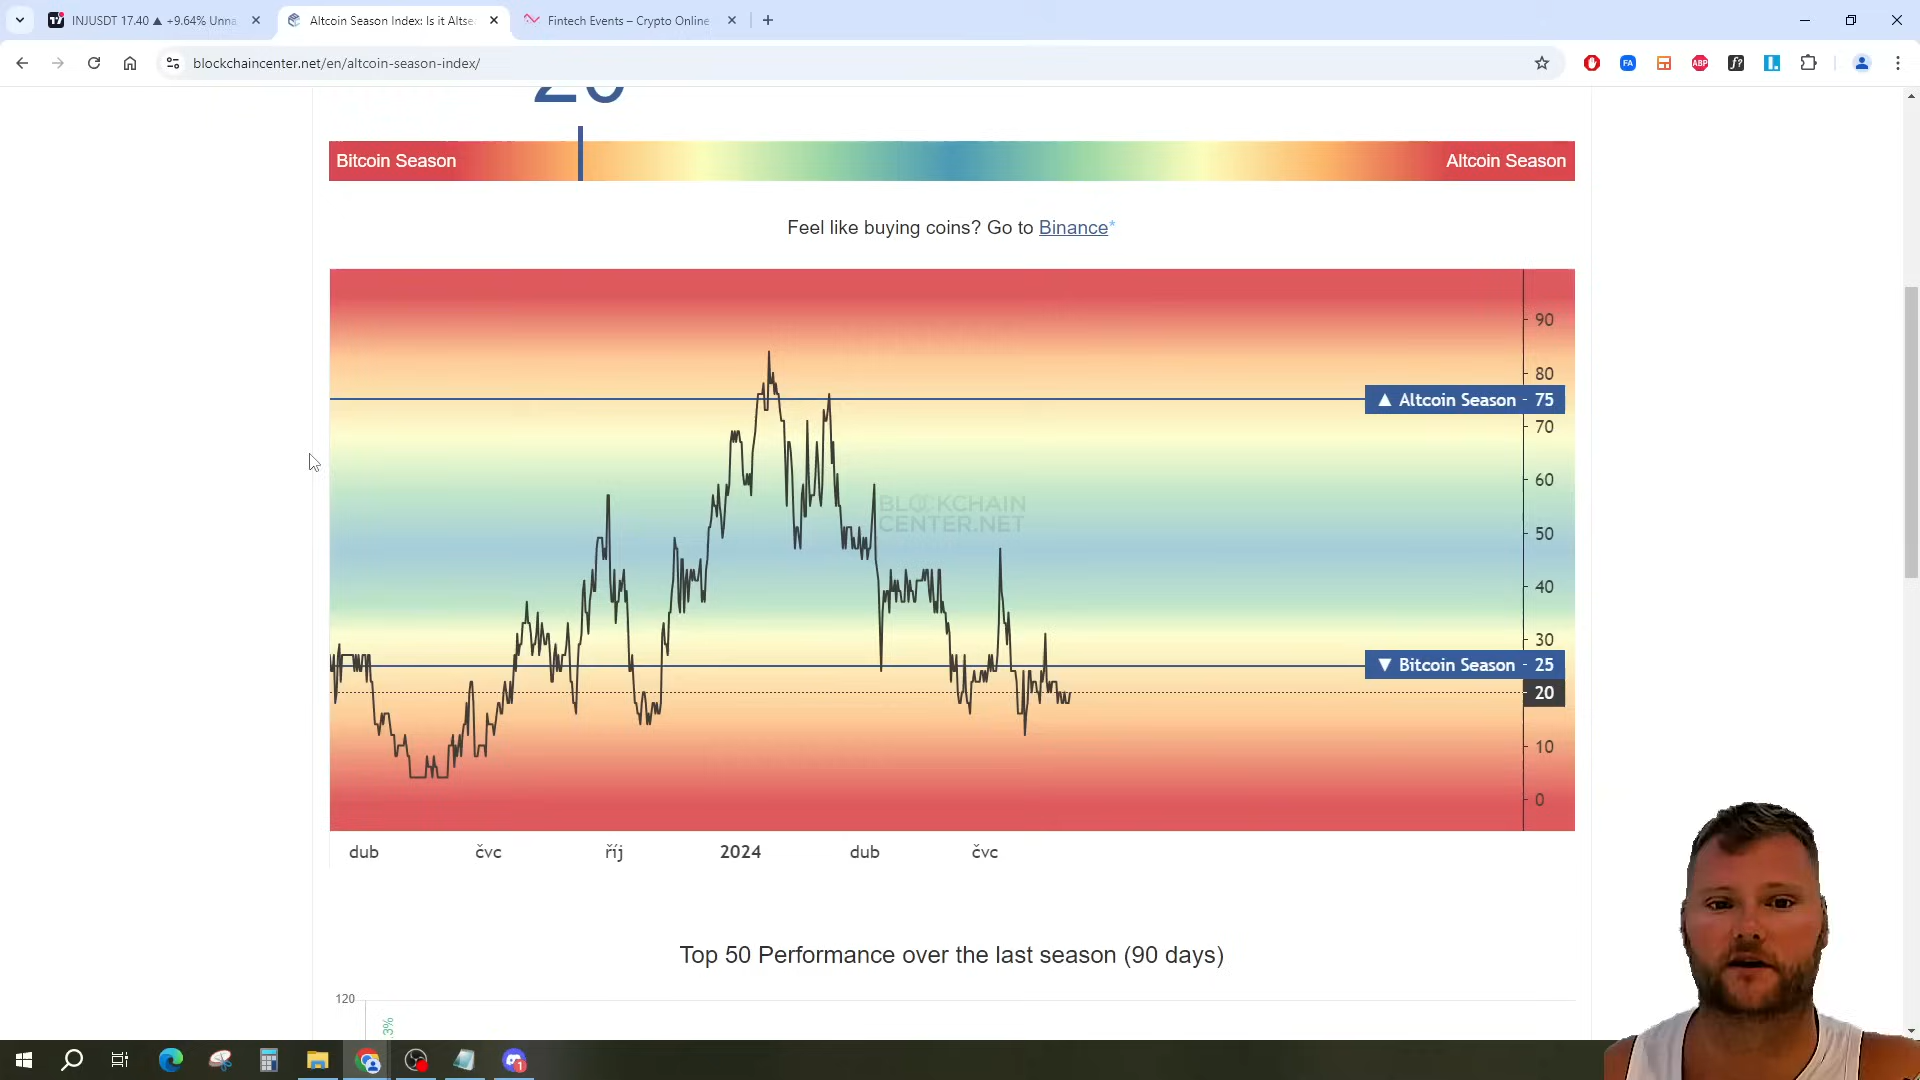 INJUSDT 17.40 ▲ +9.64% Unna
Altcoin Season Index: Is it Altse
Fintech Events – Crypto Online
blockchaincenter.net/en/altcoin-season-index/
Bitcoin Season
Altcoin Season
Feel like buying coins? Go to Binance*
90
80
▲ Altcoin Season - 75
70
60
BLOCKCHAIN
CENTER.NET
50
40
30
▼ Bitcoin Season - 25
20
10
0
dub čvc říj 2024 dub čvc
Top 50 Performance over the last season (90 days)
120
3%